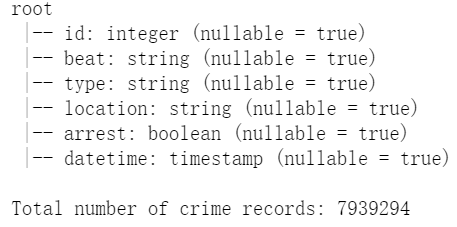 root
 |-- id: integer (nullable = true)
 |-- beat: string (nullable = true)
 |-- type: string (nullable = true)
 |-- location: string (nullable = true)
 |-- arrest: boolean (nullable = true)
 |-- datetime: timestamp (nullable = true)
Total number of crime records: 7939294